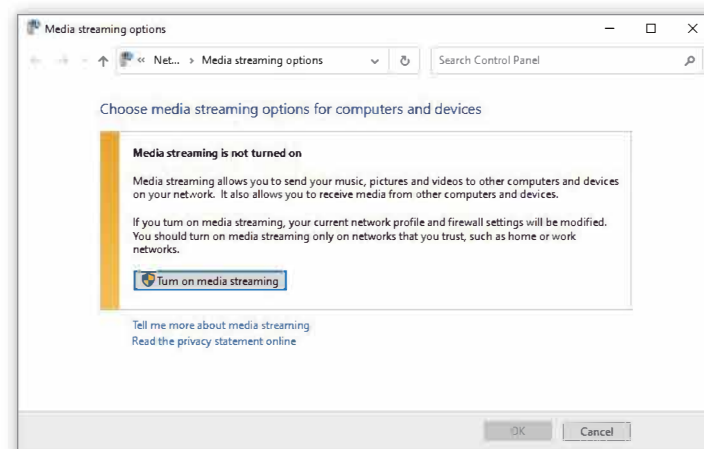 Media streaming options
« Net... › Media streaming options
Search Control Panel
Choose media streaming options for computers and devices
Media streaming is not turned on
Media streaming allows you to send your music, pictures and videos to other computers and devices
on your network. It also allows you to receive media from other computers and devices.
If you turn on media streaming, your current network profile and firewall settings will be modified.
You should turn on media streaming only on networks that you trust, such as home or work
networks.
Turn on media streaming
Tell me more about media streaming
Read the privacy statement online
OK
Cancel